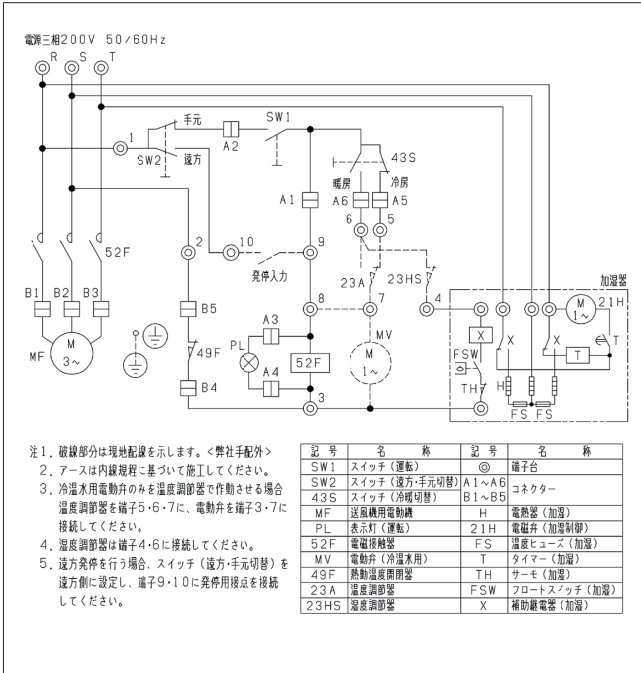 電源三相200V 50/60Hz
R S T
手元
SW1
1
A2
SW2
遠方
43S
暖房 冷房
A1 A6 A5
6 5
52F
2 10 9
発停入力
23A 23HS
加湿器
B1 B2 B3
B5
8 7 4
M
1~
21H
A3
MV
X
X X
T
M
3~
MF
49F
PL
52F
M
1~
FSW
T
B4
A4
TH
H
3
FS FS
注1. 破線部分は現地配線を示します。<弊社手配外>
2. アースは内線規程に基づいて施工してください。
3. 冷温水用電動弁のみを温度調節器で作動させる場合
温度調節器を端子5・6・7に、電動弁を端子3・7に
接続してください。
4. 湿度調節器は端子4・6に接続してください。
5. 遠方発停を行う場合、スイッチ(遠方・手元切替)を
遠方側に設定し、端子9・10に発停用接点を接続
してください。
記号 名称 記号 名称
SW1 スイッチ(運転) ◎ 端子台
SW2 スイッチ(遠方・手元切替) A1~A6 コネクター
43S スイッチ(冷暖切替) B1~B5
MF 送風機用電動機 H 電熱器(加湿)
PL 表示灯(運転) 21H 電磁弁(加湿制御)
52F 電磁接触器 FS 温度ヒューズ(加湿)
MV 電動弁(冷温水用) T タイマー(加湿)
49F 熱動温度開閉器 TH サーモ(加湿)
23A 温度調節器 FSW フロートスイッチ(加湿)
23HS 湿度調節器 X 補助継電器(加湿)